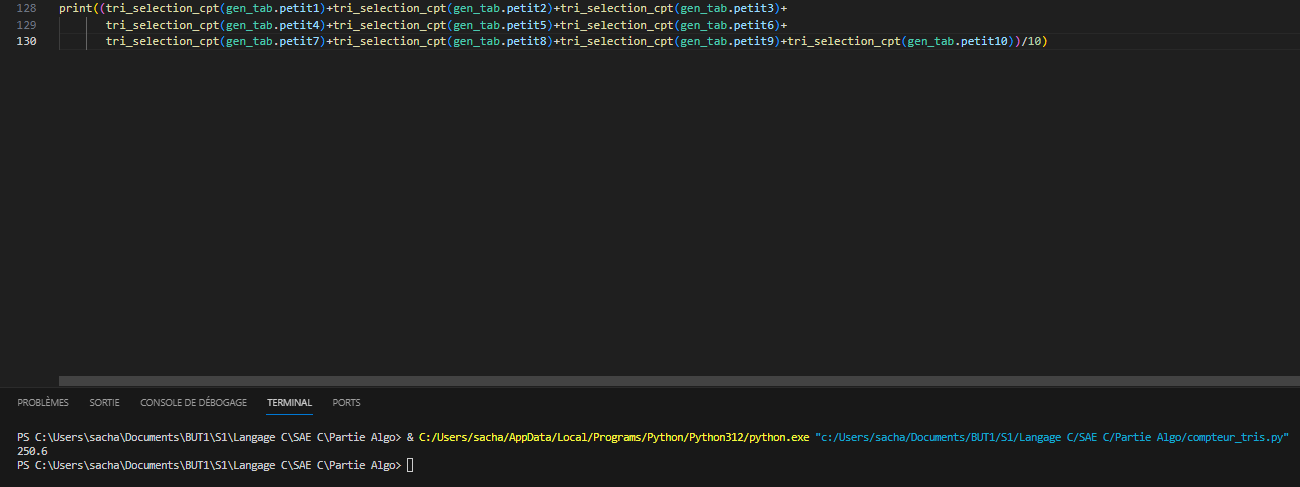 128 print((tri_selection_cpt(gen_tab.petit1)+tri_selection_cpt(gen_tab.petit2)+tri_selection_cpt(gen_tab.petit3)+
129 tri_selection_cpt(gen_tab.petit4)+tri_selection_cpt(gen_tab.petit5)+tri_selection_cpt(gen_tab.petit6)+
130 tri_selection_cpt(gen_tab.petit7)+tri_selection_cpt(gen_tab.petit8)+tri_selection_cpt(gen_tab.petit9)+tri_selection_cpt(gen_tab.petit10))/10)
PROBLÈMES SORTIE CONSOLE DE DÉBOGAGE TERMINAL PORTS
PS C:\Users\sacha\Documents\BUT1\S1\Langage C\SAE C\Partie Algo> & C:/Users/sacha/AppData/Local/Programs/Python/Python312/python.exe "c:/Users/sacha/Documents/BUT1/S1/Langage C/SAE C/Partie Algo/compteur_tris.py"
250.6
PS C:\Users\sacha\Documents\BUT1\S1\Langage C\SAE C\Partie Algo>